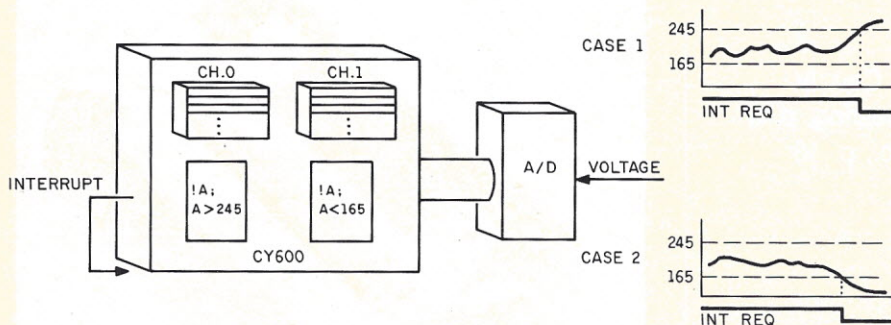 CH.0
CH.1
!A;
A>245
!A;
A<165
CY600
INTERRUPT
A/D
VOLTAGE
CASE 1
245
165
INT REQ
CASE 2
245
165
INT REQ